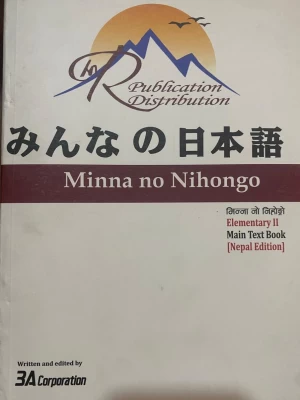 Publication
Distribution
みんなの日本語
Minna no Nihongo
मिन्ना नो निहोङ्गो
Elementary II
Main Text Book
[Nepal Edition]
Written and edited by
3A Corporation